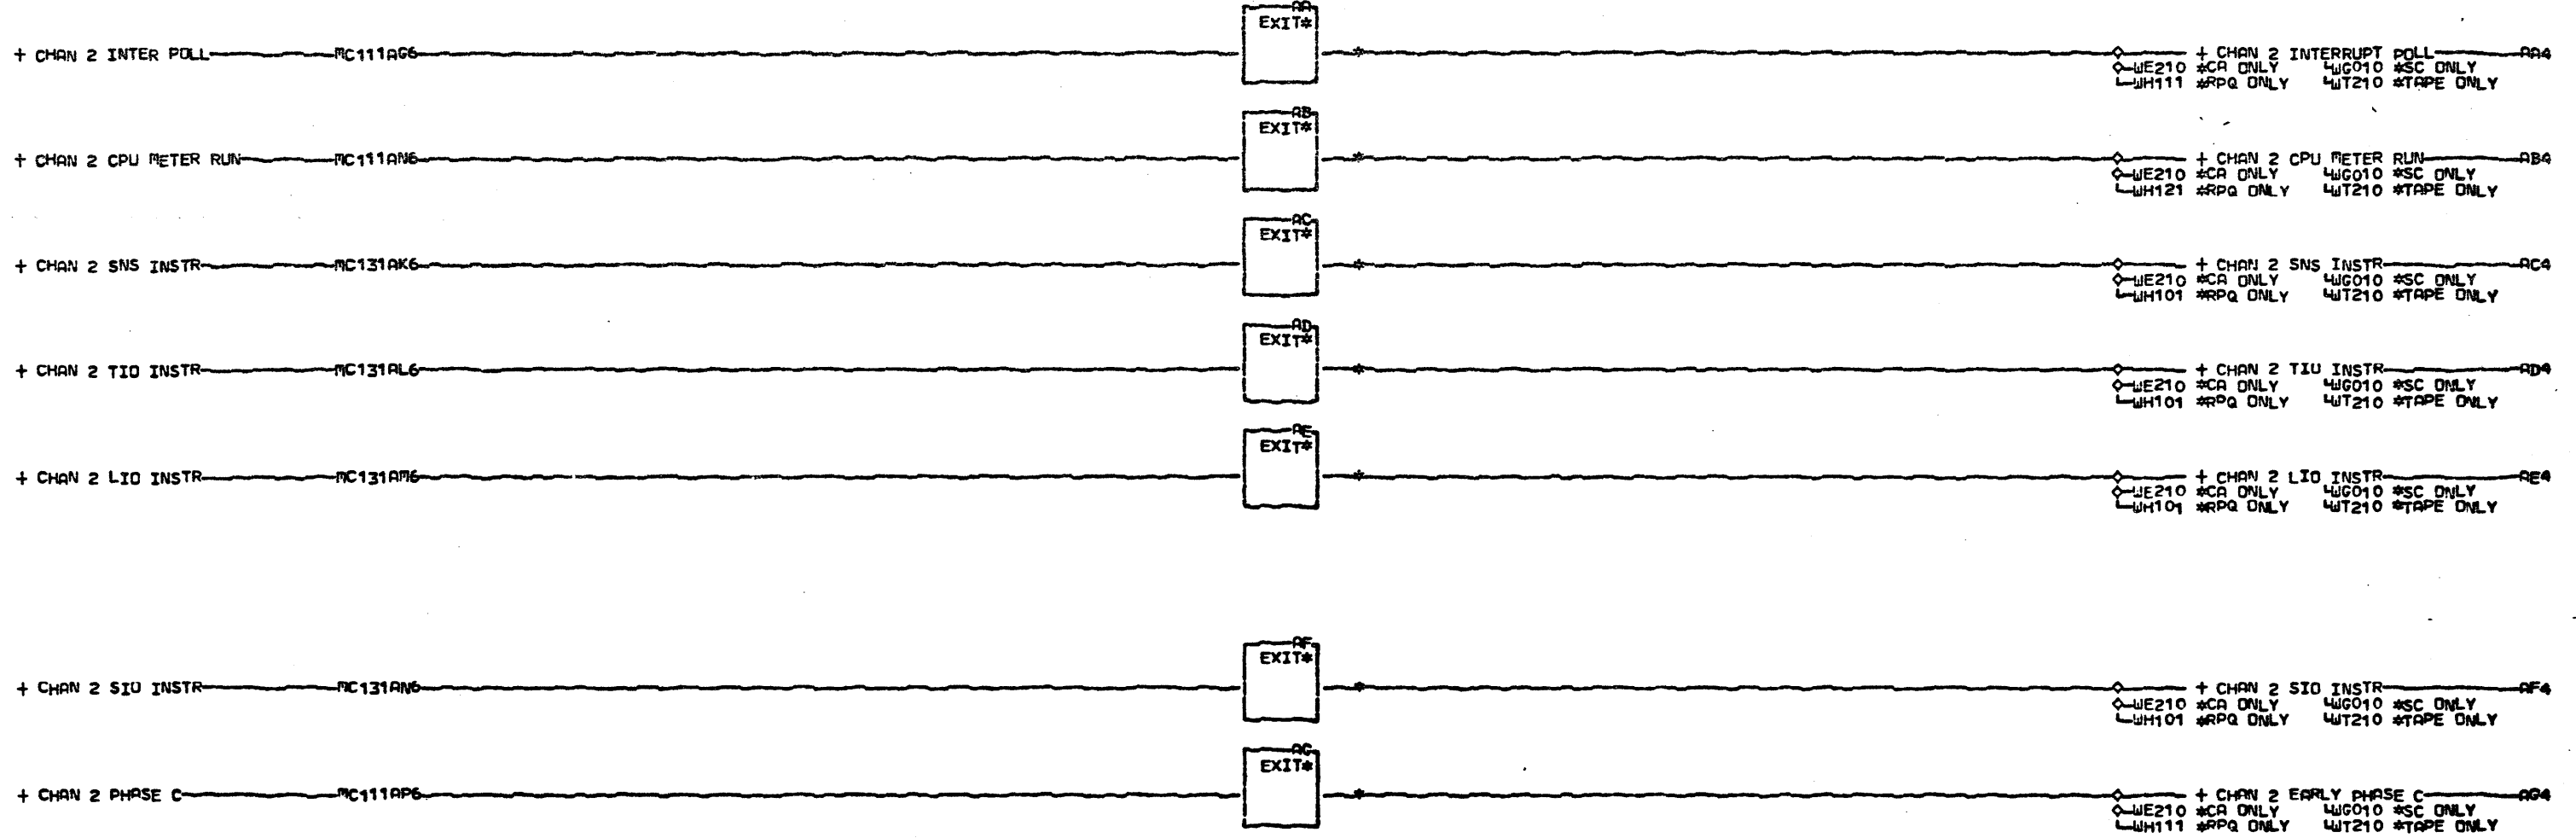 AA
EXIT*
+ CHAN 2 INTER POLL MC111AG6 * + CHAN 2 INTERRUPT POLL AA4
WE210 *CA ONLY WG010 *SC ONLY
WH111 *RPQ ONLY WT210 *TAPE ONLY
AB
EXIT*
+ CHAN 2 CPU METER RUN MC111AN6 * + CHAN 2 CPU METER RUN AB4
WE210 *CA ONLY WG010 *SC ONLY
WH121 *RPQ ONLY WT210 *TAPE ONLY
AC
EXIT*
+ CHAN 2 SNS INSTR MC131AK6 * + CHAN 2 SNS INSTR AC4
WE210 *CA ONLY WG010 *SC ONLY
WH101 *RPQ ONLY WT210 *TAPE ONLY
AD
EXIT*
+ CHAN 2 TIO INSTR MC131AL6 * + CHAN 2 TIO INSTR AD4
WE210 *CA ONLY WG010 *SC ONLY
WH101 *RPQ ONLY WT210 *TAPE ONLY
AE
EXIT*
+ CHAN 2 LIO INSTR MC131AM6 * + CHAN 2 LIO INSTR AE4
WE210 *CA ONLY WG010 *SC ONLY
WH101 *RPQ ONLY WT210 *TAPE ONLY
AF
EXIT*
+ CHAN 2 SIO INSTR MC131AN6 * + CHAN 2 SIO INSTR AF4
WE210 *CA ONLY WG010 *SC ONLY
WH101 *RPQ ONLY WT210 *TAPE ONLY
AG
EXIT*
+ CHAN 2 PHASE C MC111AP6 * + CHAN 2 EARLY PHASE C AG4
WE210 *CA ONLY WG010 *SC ONLY
WH111 *RPQ ONLY WT210 *TAPE ONLY